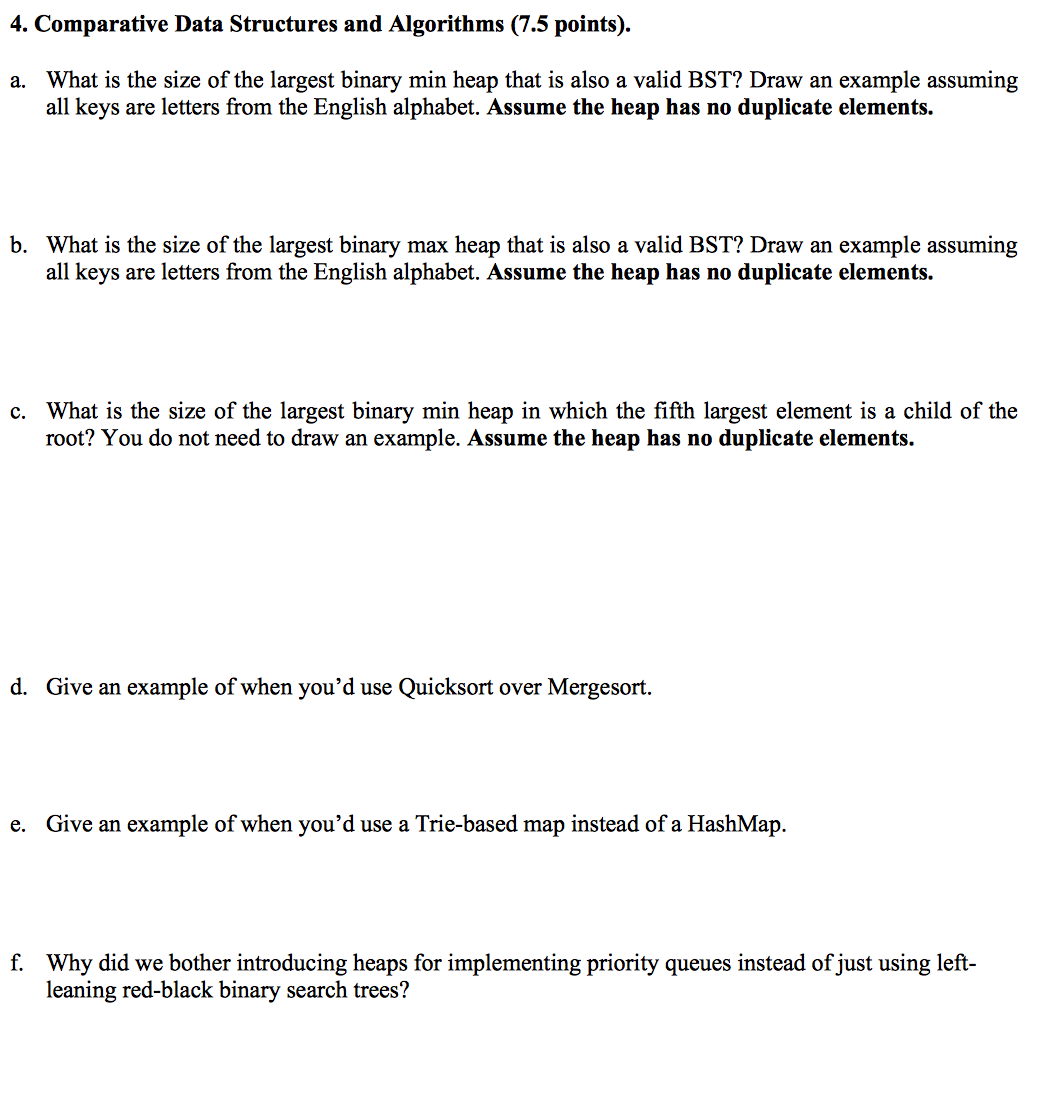 4. Comparative Data Structures and Algorithms (7.5 points).
a. What is the size of the largest binary min heap that is also a valid BST? Draw an example assuming
all keys are letters from the English alphabet. Assume the heap has no duplicate elements.
b. What is the size of the largest binary max heap that is also a valid BST? Draw an example assuming
all keys are letters from the English alphabet. Assume the heap has no duplicate elements.
c. What is the size of the largest binary min heap in which the fifth largest element is a child of the
root? You do not need to draw an example. Assume the heap has no duplicate elements.
d. Give an example of when you’d use Quicksort over Mergesort.
e. Give an example of when you’d use a Trie-based map instead of a HashMap.
f. Why did we bother introducing heaps for implementing priority queues instead of just using left-
leaning red-black binary search trees?